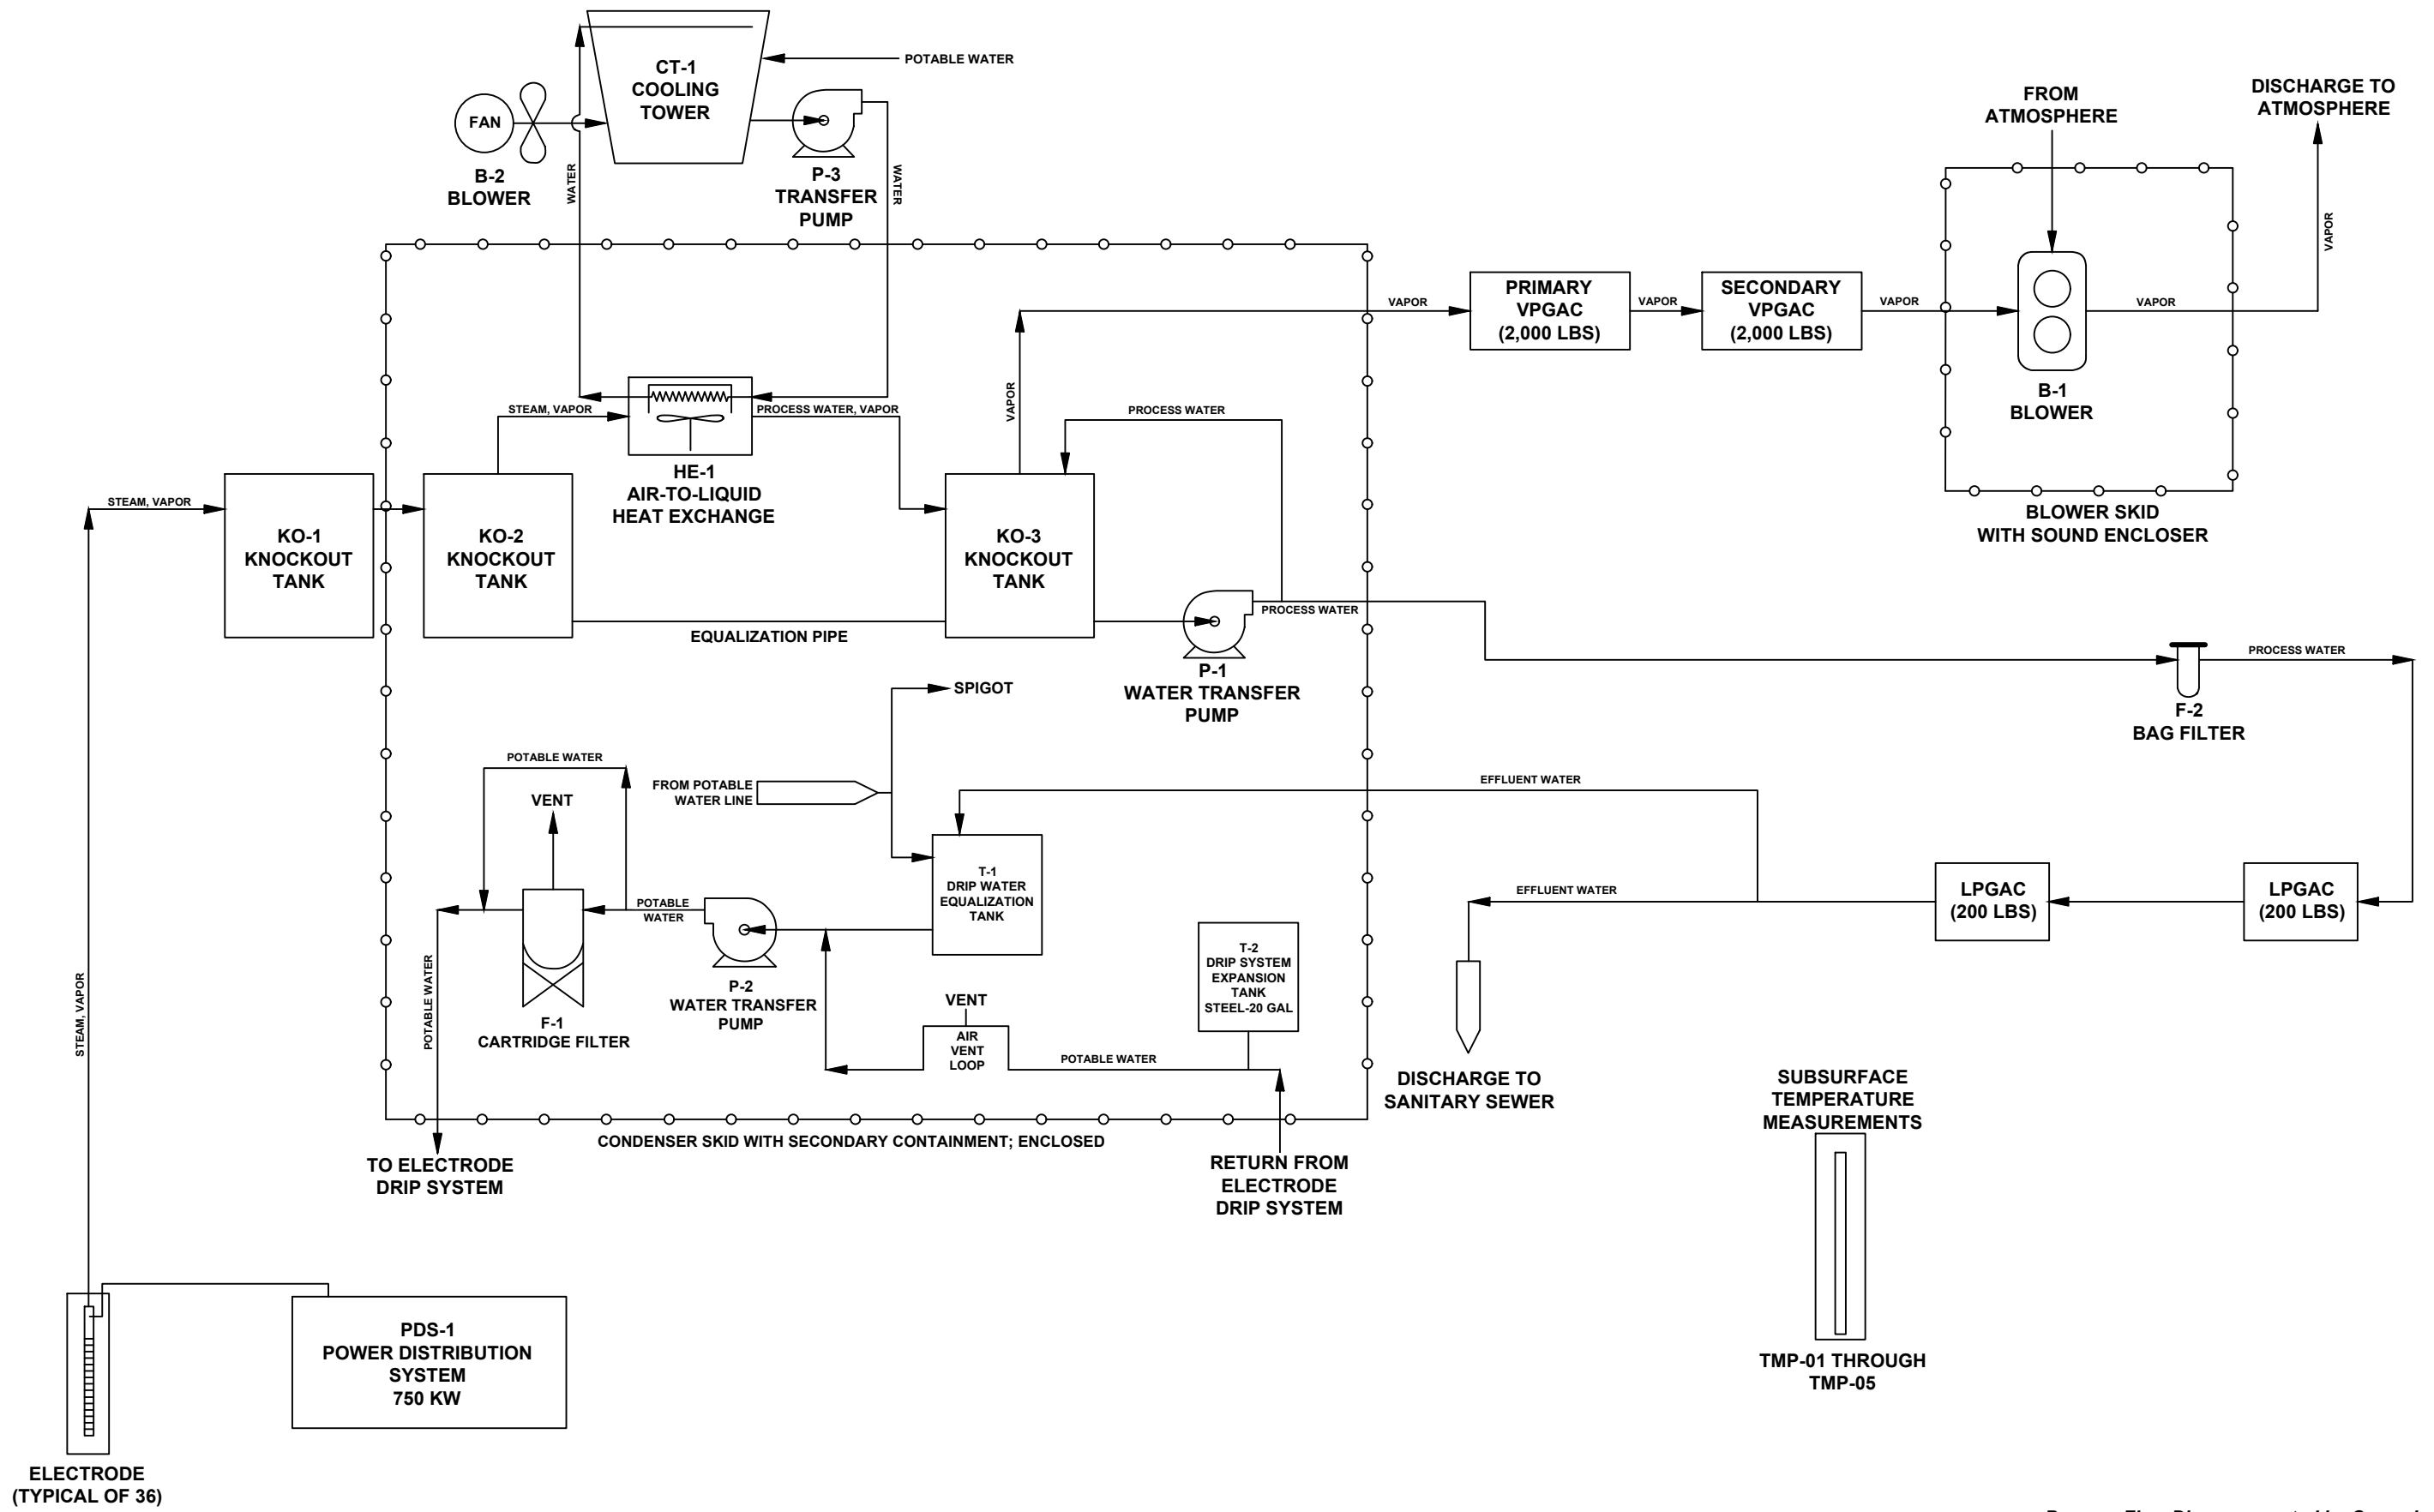 CT-1
COOLING
TOWER
POTABLE WATER
FAN
B-2
BLOWER
P-3
TRANSFER
PUMP
WATER
WATER
FROM
ATMOSPHERE
DISCHARGE TO
ATMOSPHERE
VAPOR
PRIMARY
VPGAC
(2,000 LBS)
VAPOR
SECONDARY
VPGAC
(2,000 LBS)
VAPOR
VAPOR
VAPOR
B-1
BLOWER
BLOWER SKID
WITH SOUND ENCLOSER
STEAM, VAPOR
PROCESS WATER, VAPOR
HE-1
AIR-TO-LIQUID
HEAT EXCHANGE
VAPOR
PROCESS WATER
STEAM, VAPOR
KO-1
KNOCKOUT
TANK
KO-2
KNOCKOUT
TANK
KO-3
KNOCKOUT
TANK
EQUALIZATION PIPE
PROCESS WATER
P-1
WATER TRANSFER
PUMP
PROCESS WATER
F-2
BAG FILTER
SPIGOT
POTABLE WATER
FROM POTABLE
WATER LINE
VENT
EFFLUENT WATER
T-1
DRIP WATER
EQUALIZATION
TANK
POTABLE
WATER
P-2
WATER TRANSFER
PUMP
F-1
CARTRIDGE FILTER
POTABLE WATER
STEAM, VAPOR
VENT
AIR
VENT
LOOP
POTABLE WATER
T-2
DRIP SYSTEM
EXPANSION
TANK
STEEL-20 GAL
EFFLUENT WATER
LPGAC
(200 LBS)
LPGAC
(200 LBS)
DISCHARGE TO
SANITARY SEWER
CONDENSER SKID WITH SECONDARY CONTAINMENT; ENCLOSED
TO ELECTRODE
DRIP SYSTEM
RETURN FROM
ELECTRODE
DRIP SYSTEM
SUBSURFACE
TEMPERATURE
MEASUREMENTS
TMP-01 THROUGH
TMP-05
PDS-1
POWER DISTRIBUTION
SYSTEM
750 KW
ELECTRODE
(TYPICAL OF 36)